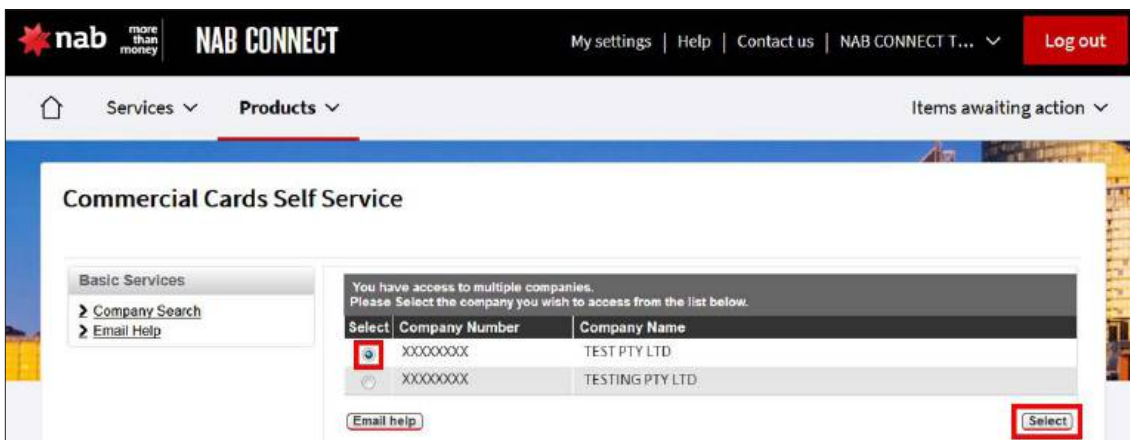 nab more than money NAB CONNECT My settings | Help | Contact us | NAB CONNECT T... Log out
Services Products Items awaiting action
Commercial Cards Self Service
Basic Services
Company Search
Email Help
You have access to multiple companies.
Please Select the company you wish to access from the list below.
Select Company Number Company Name
XXXXXXXX TEST PTY LTD
XXXXXXXX TESTING PTY LTD
Email help Select